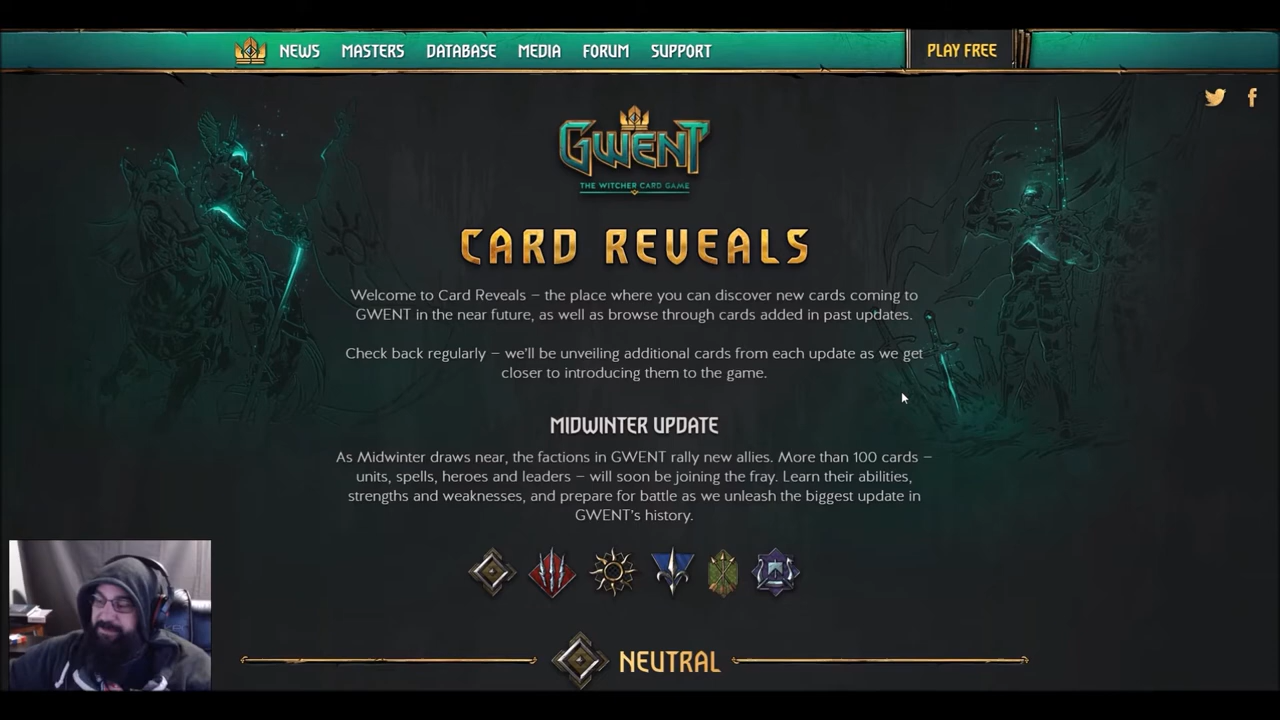 NEWS MASTERS DATABASE MEDIA FORUM SUPPORT PLAY FREE
GWENT
THE WITCHER CARD GAME
CARD REVEALS
Welcome to Card Reveals – the place where you can discover new cards coming to
GWENT in the near future, as well as browse through cards added in past updates.
Check back regularly – we'll be unveiling additional cards from each update as we get
closer to introducing them to the game.
MIDWINTER UPDATE
As Midwinter draws near, the factions in GWENT rally new allies. More than 100 cards –
units, spells, heroes and leaders – will soon be joining the fray. Learn their abilities,
strengths and weaknesses, and prepare for battle as we unleash the biggest update in
GWENT's history.
NEUTRAL